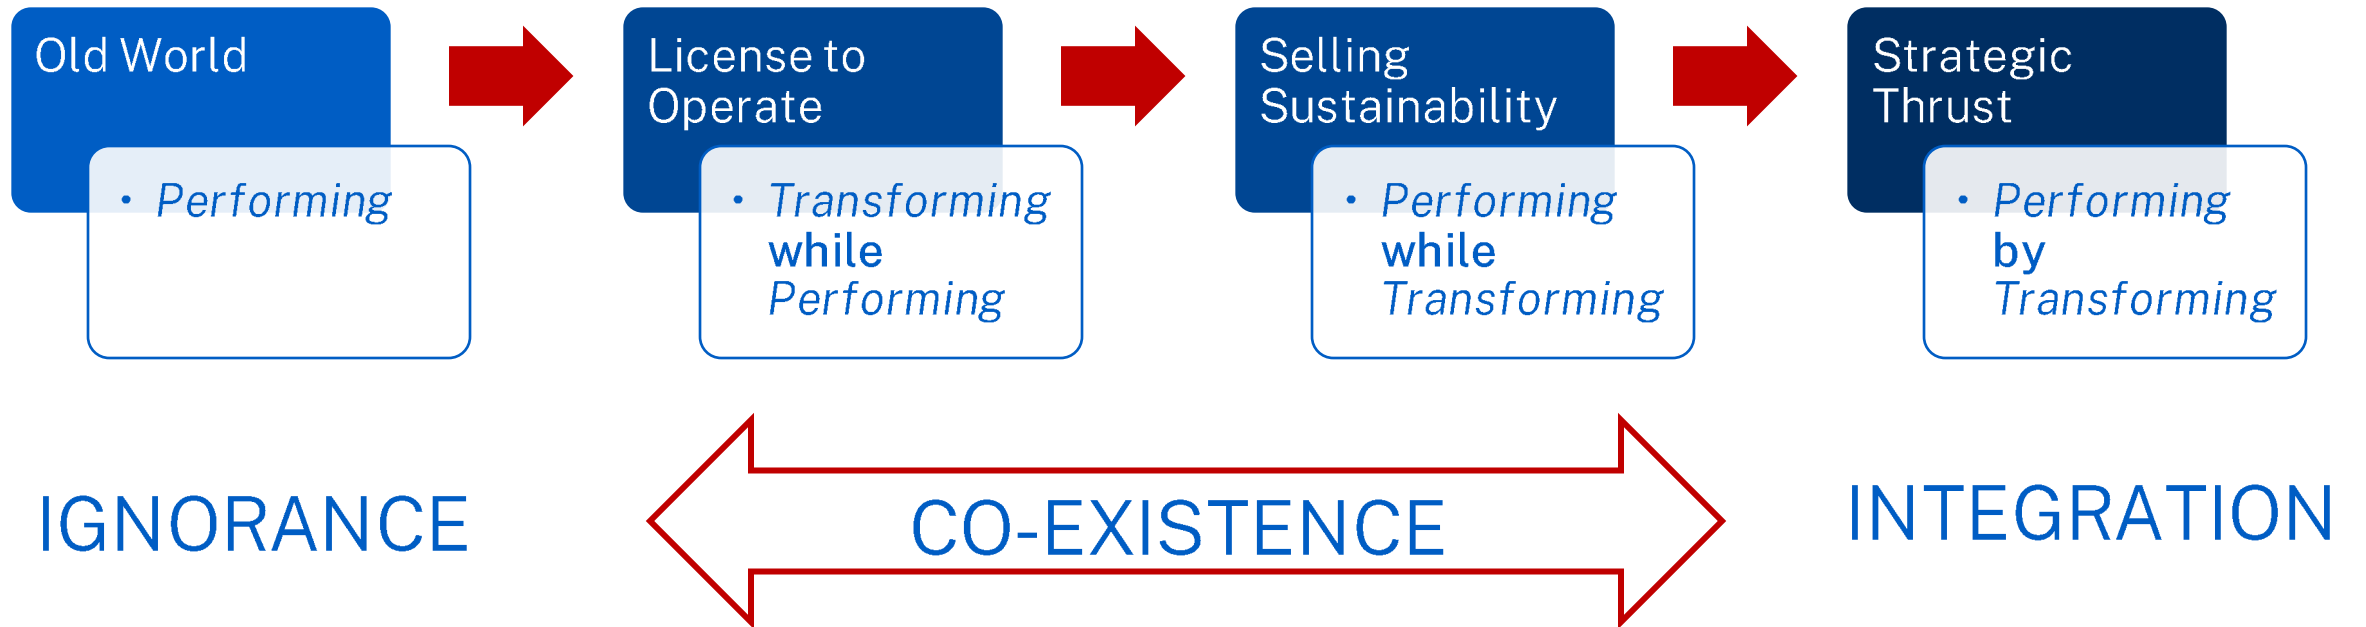 Old World
• Performing
License to
Operate
• Transforming
while
Performing
Selling
Sustainability
• Performing
while
Transforming
Strategic
Thrust
• Performing
by
Transforming
IGNORANCE
CO-EXISTENCE
INTEGRATION